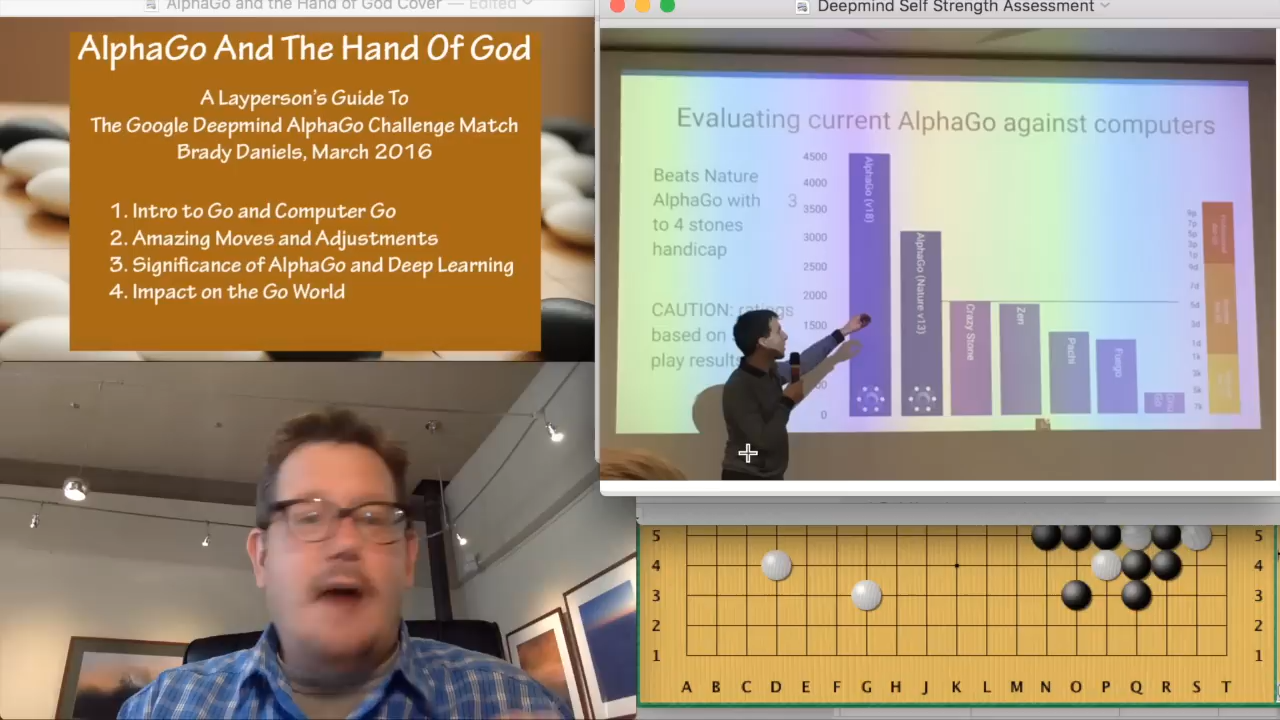 AlphaGo and the Hand of God Cover — Edited
AlphaGo And The Hand Of God
A Layperson's Guide To
The Google Deepmind AlphaGo Challenge Match
Brady Daniels, March 2016
1. Intro to Go and Computer Go
2. Amazing Moves and Adjustments
3. Significance of AlphaGo and Deep Learning
4. Impact on the Go World
Deepmind Self Strength Assessment
Evaluating current AlphaGo against computers
Beats Nature
AlphaGo with 3
to 4 stones
handicap
CAUTION: ratings
based on
play results
4500
4000
3500
3000
2500
2000
1500
0
AlphaGo (v18)
AlphaGo (Nature v13)
Crazy Stone
Zen
Pachi
Fuego
5 5
4 4
3 3
2 2
1 1
A B C D E F G H J K L M N O P Q R S T